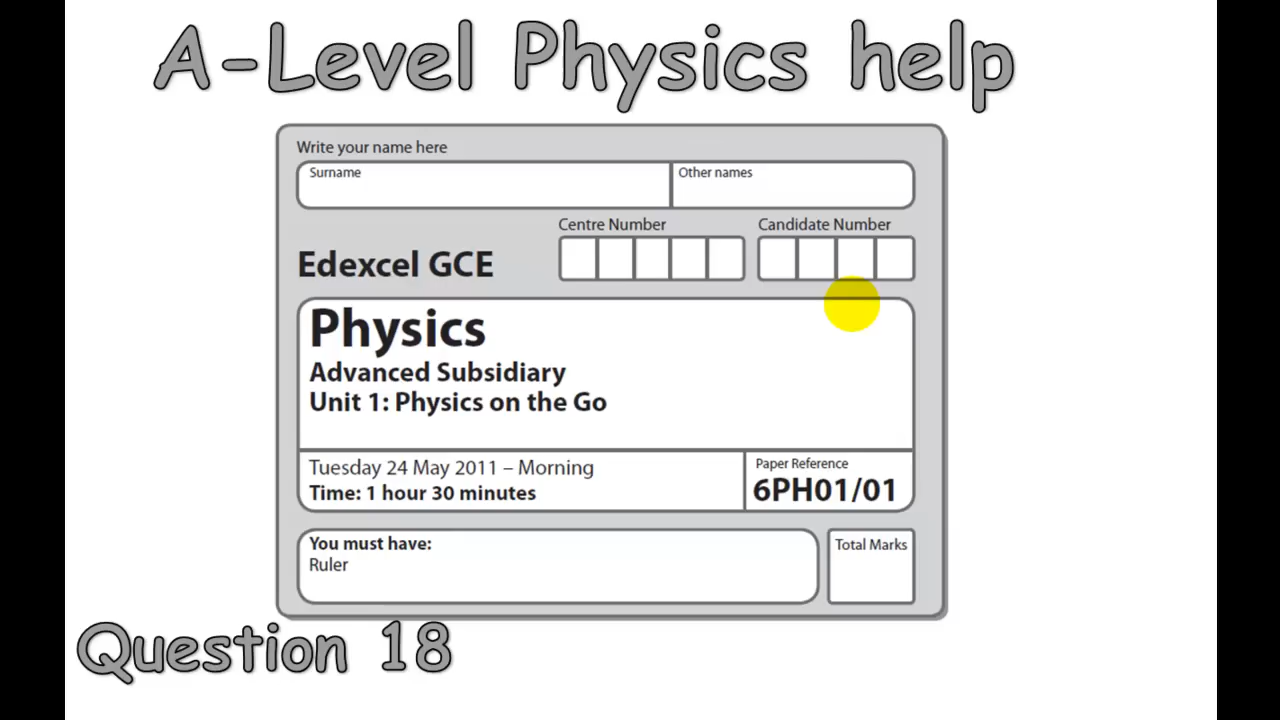 A-Level Physics help
Write your name here
Surname
Other names
Centre Number
Candidate Number
Edexcel GCE
Physics
Advanced Subsidiary
Unit 1: Physics on the Go
Tuesday 24 May 2011 – Morning
Time: 1 hour 30 minutes
Paper Reference
6PH01/01
You must have:
Ruler
Total Marks
Question 18